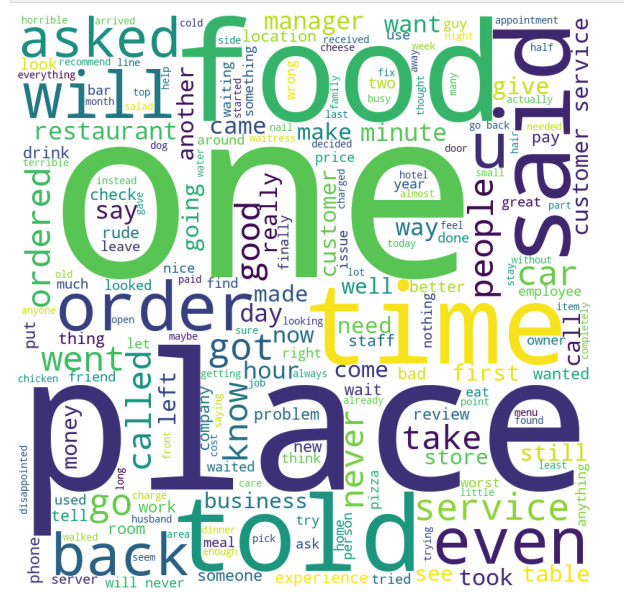 horrible
arrived
cold
manager
want
guy
appointment
asked
food
said
side
location
received
use
night
half
recommend
line
look
cheese
week
everything
help
another
waiting
started
something
wrong
two
fix
away
thought
many
give
actually
customer service
will
bar
top
month
salad
busy
u
restaurant
came
family
last
make
minute
go back
needed
pay
around
nail
waitress
decided
drink
dog
price
door
hair
terrible
one
ordered
instead
going
water
customer
charged
hotel
year
small
people
great
part
check
gave
say
good
really
finally
issue
almost
way
feel
done
rude
leave
today
stay
without
old
nice
looked
paid
find
lot
well
better
car
much
employee
anyone
order
made
time
nothing
item
put
open
day
sure
looking
need
staff
owner
call
completely
thing
maybe
got
now
right
went
let
hour
come
bad
first
wanted
chicken
friend
called
left
getting
job
always
wait
eat
place
saying
company
know
problem
already
review
point
menu
found
money
front
cost
new
take
disappointed
long
waited
think
never
store
still
care
worst
least
used
go
charge
business
little
anything
tell
work
told
try
home
person
pizza
service
room
husband
area
dinner
walked
back
meal
pick
ask
trying
even
phone
seem
enough
server
will never
someone
experience
tried
see
took
table